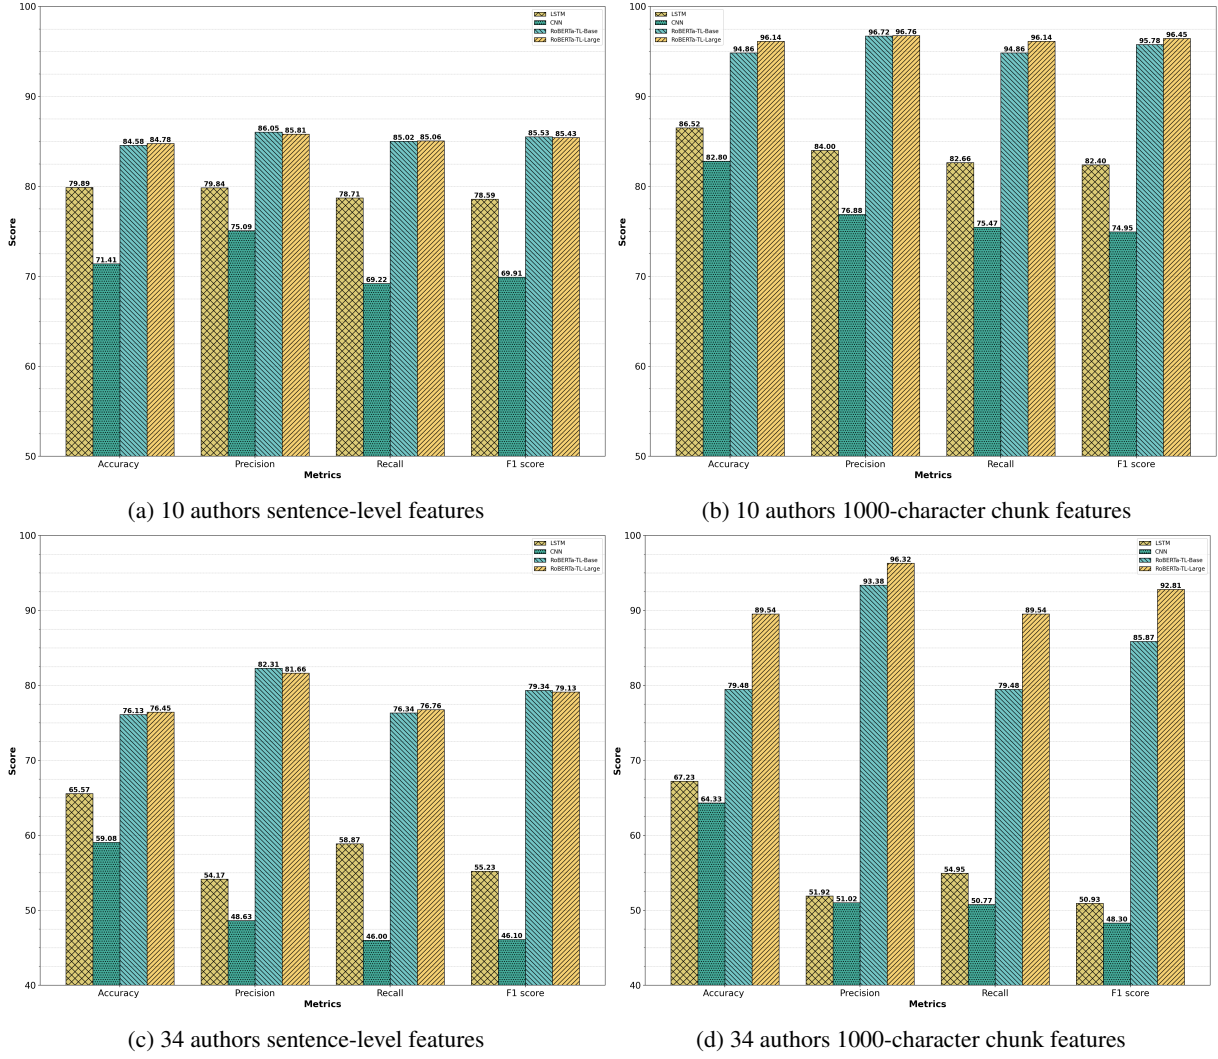 LSTM
CNN
RoBERTa-TL-Base
RoBERTa-TL-Large
100
90
80
70
60
50
Score
79.89
71.41
84.58
84.78
79.84
75.09
86.05
85.81
78.71
69.22
85.02
85.06
78.59
69.91
85.53
85.43
Accuracy Precision Recall F1 score
Metrics
(a) 10 authors sentence-level features
LSTM
CNN
RoBERTa-TL-Base
RoBERTa-TL-Large
100
90
80
70
60
50
Score
86.52
82.80
94.86
96.14
84.00
76.88
96.72
96.76
82.66
75.47
94.86
96.14
82.40
74.95
95.78
96.45
Accuracy Precision Recall F1 score
Metrics
(b) 10 authors 1000-character chunk features
LSTM
CNN
RoBERTa-TL-Base
RoBERTa-TL-Large
100
90
80
70
60
50
40
Score
65.57
59.08
76.13
76.45
54.17
48.63
82.31
81.66
58.87
46.00
76.34
76.76
55.23
46.10
79.34
79.13
Accuracy Precision Recall F1 score
Metrics
(c) 34 authors sentence-level features
LSTM
CNN
RoBERTa-TL-Base
RoBERTa-TL-Large
100
90
80
70
60
50
40
Score
67.23
64.33
79.48
89.54
51.92
51.02
93.38
96.32
54.95
50.77
79.48
89.54
50.93
48.30
85.87
92.81
Accuracy Precision Recall F1 score
Metrics
(d) 34 authors 1000-character chunk features